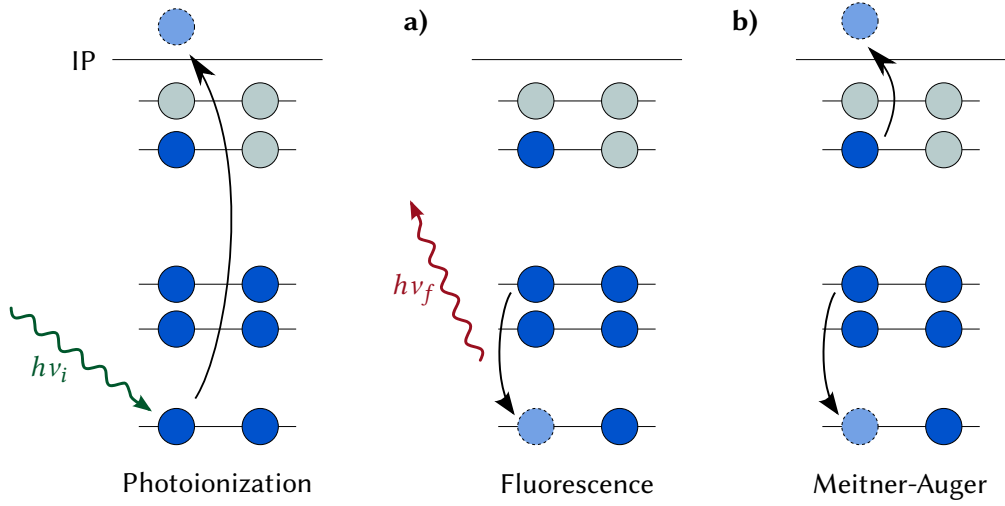 a)
b)
IP
hν_f
hν_i
Photoionization
Fluorescence
Meitner-Auger